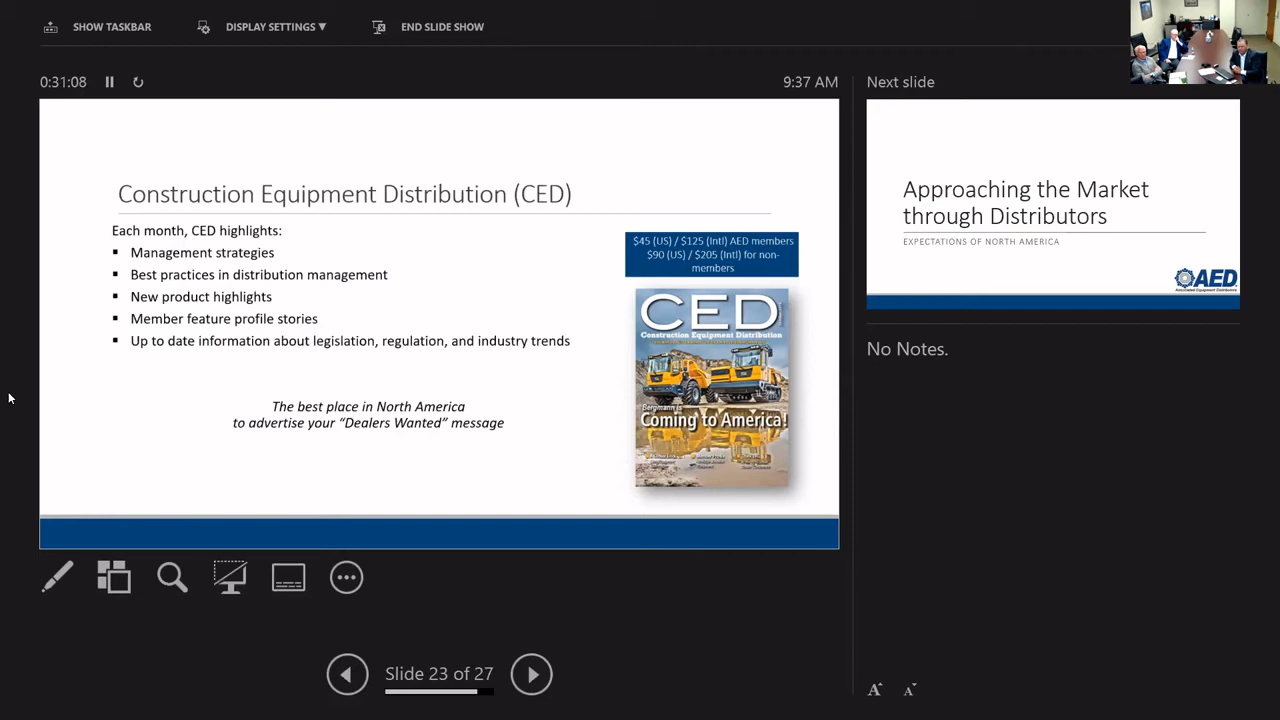 SHOW TASKBAR
DISPLAY SETTINGS ▼
END SLIDE SHOW
0:31:08
9:37 AM
Construction Equipment Distribution (CED)
Each month, CED highlights:
▪ Management strategies
▪ Best practices in distribution management
▪ New product highlights
▪ Member feature profile stories
▪ Up to date information about legislation, regulation, and industry trends
The best place in North America
to advertise your “Dealers Wanted” message
$45 (US) / $125 (Intl) AED members
$90 (US) / $205 (Intl) for non-
members
CED
Construction Equipment Distribution
Bergmann is
Coming to America!
Next slide
Approaching the Market
through Distributors
EXPECTATIONS OF NORTH AMERICA
AED
Associated Equipment Distributors
No Notes.
Slide 23 of 27
A A